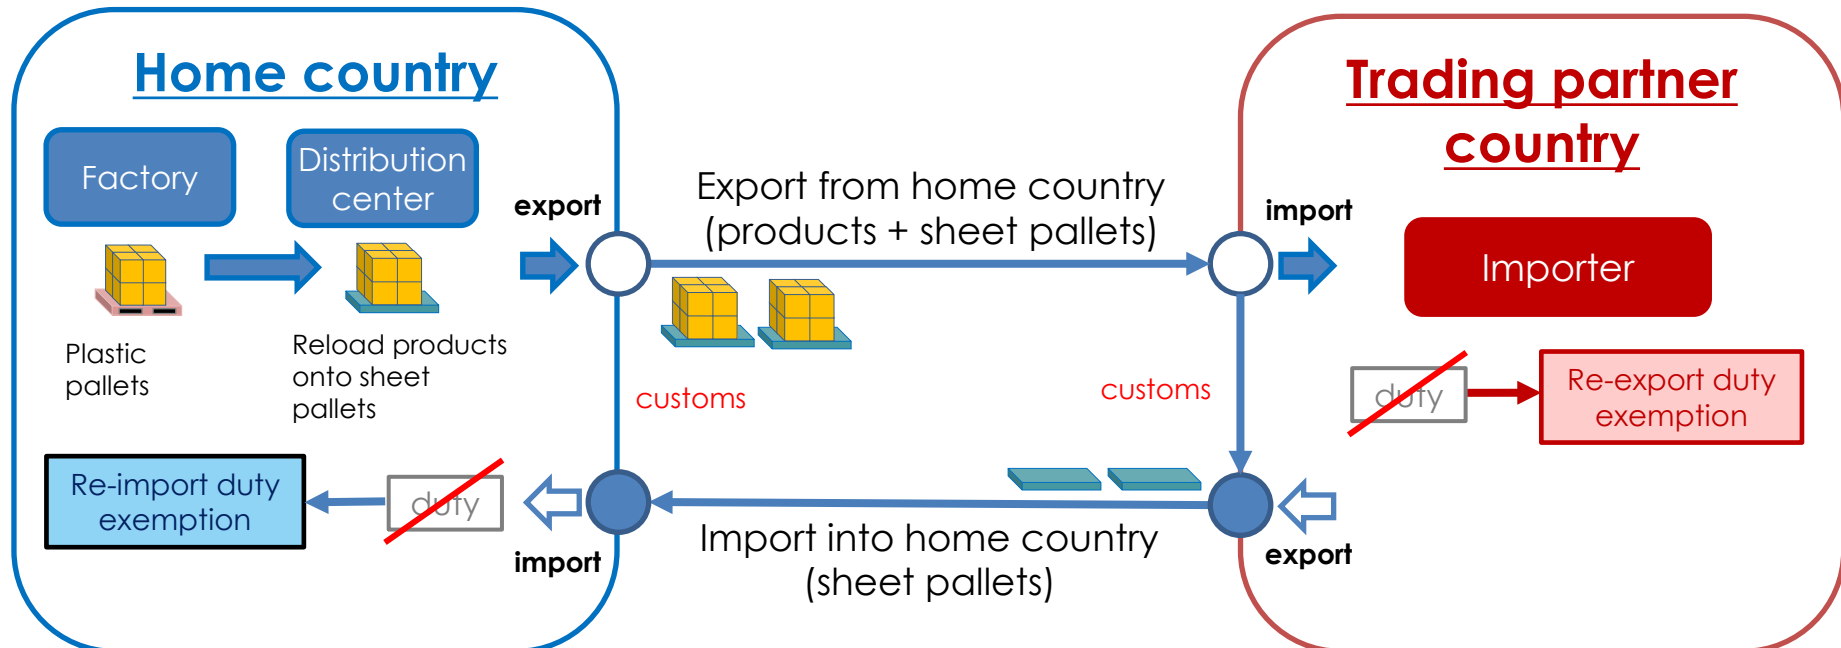 Home country
Factory
Distribution
center
Plastic
pallets
Reload products
onto sheet
pallets
export
Export from home country
(products + sheet pallets)
customs
customs
Re-import duty
exemption
duty
import
Import into home country
(sheet pallets)
Trading partner
country
import
Importer
duty
Re-export duty
exemption
export